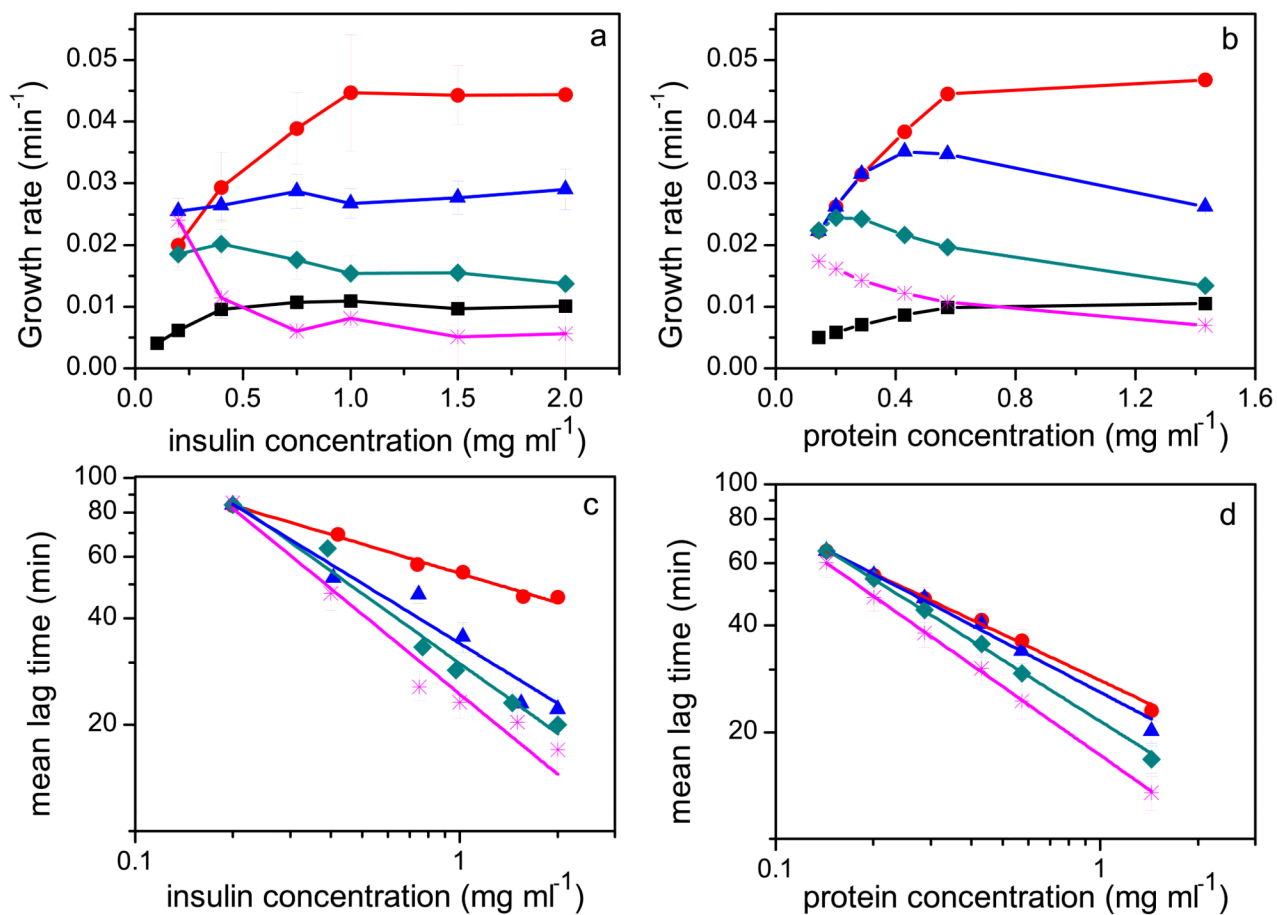 a
Growth rate (min⁻¹)
0.05
0.04
0.03
0.02
0.01
0.00
0.0 0.5 1.0 1.5 2.0
insulin concentration (mg ml⁻¹)
b
Growth rate (min⁻¹)
0.05
0.04
0.03
0.02
0.01
0.00
0.0 0.4 0.8 1.2 1.6
protein concentration (mg ml⁻¹)
c
mean lag time (min)
100
80
60
40
20
0.1 1
insulin concentration (mg ml⁻¹)
d
mean lag time (min)
100
80
60
40
20
0.1 1
protein concentration (mg ml⁻¹)